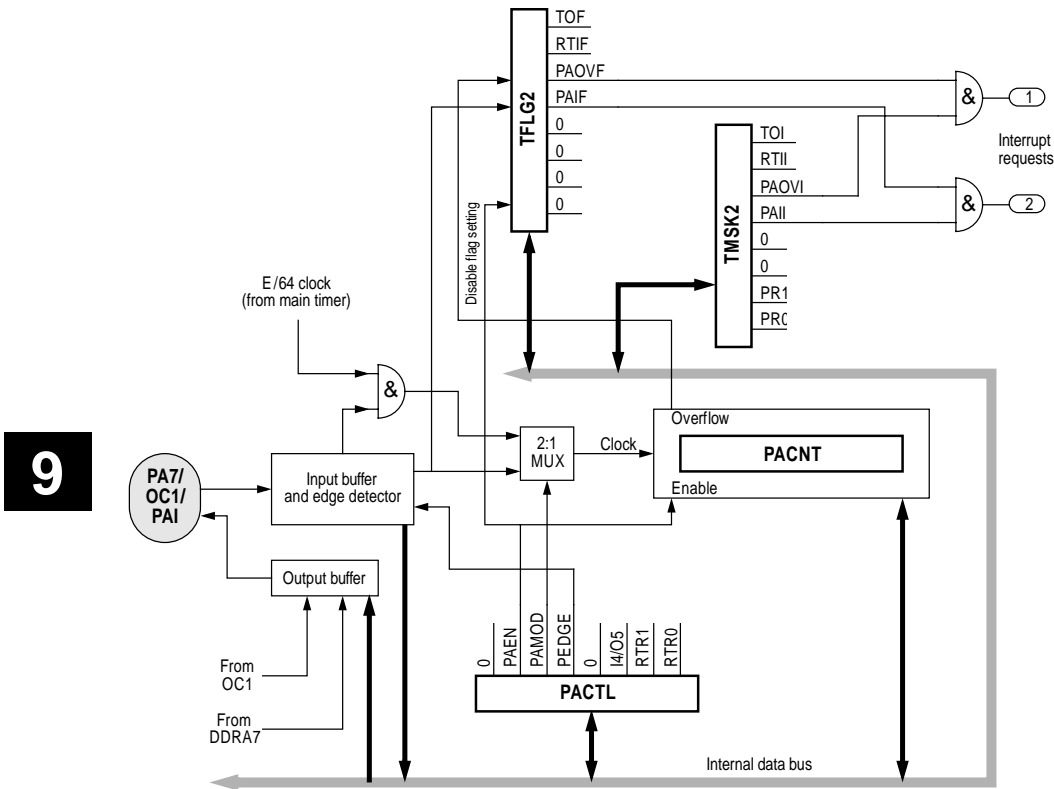 TOF
RTIF
PAOVF
PAIF
0
0
0
0
TFLG2
& 1
Interrupt
requests
& 2
TOI
RTII
PAOVI
PAII
0
0
PR1
PR0
TMSK2
Disable flag setting
E/64 clock
(from main timer)
&
9
PA7/
OC1/
PAI
Input buffer
and edge detector
2:1
MUX
Clock
Overflow
PACNT
Enable
Output buffer
From
OC1
From
DDRA7
0
PAEN
PAMOD
PEDGE
0
I4/O5
RTR1
RTR0
PACTL
Internal data bus